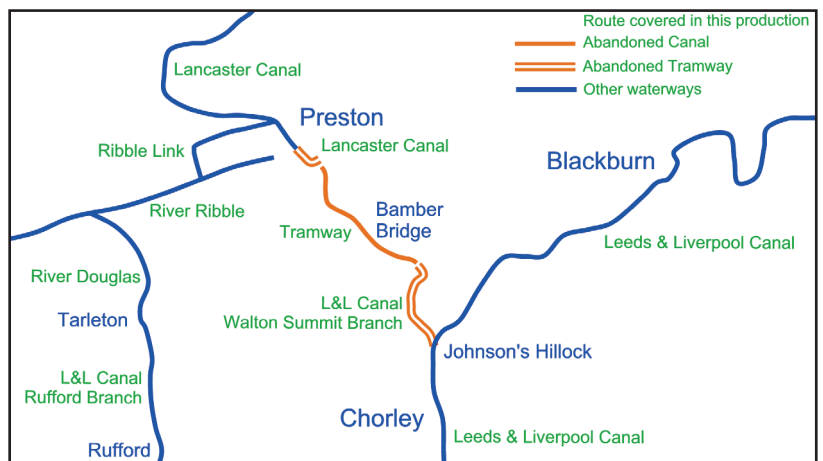 Route covered in this production
Abandoned Canal
Abandoned Tramway
Other waterways
Lancaster Canal
Preston
Lancaster Canal
Ribble Link
Blackburn
River Ribble
Bamber
Bridge
Tramway
Leeds & Liverpool Canal
River Douglas
L&L Canal
Walton Summit Branch
Tarleton
Johnson's Hillock
L&L Canal
Rufford Branch
Chorley
Leeds & Liverpool Canal
Rufford